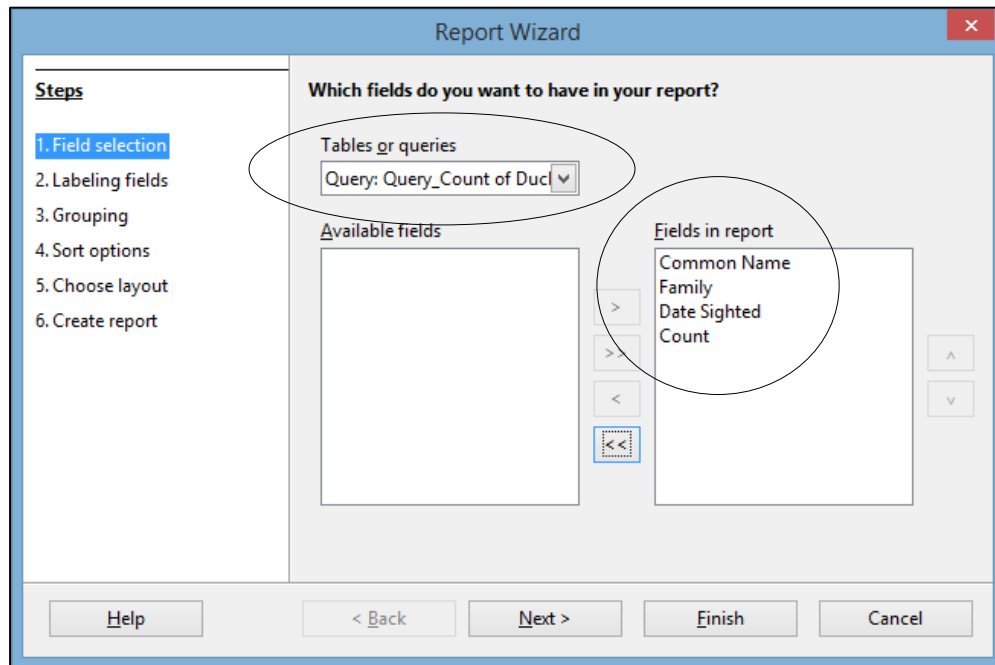 Report Wizard
Steps
1. Field selection
2. Labeling fields
3. Grouping
4. Sort options
5. Choose layout
6. Create report
Which fields do you want to have in your report?
Tables or queries
Query: Query_Count of Duc
Available fields
>
>>
<
<<
Fields in report
Common Name
Family
Date Sighted
Count
^
v
Help
< Back
Next >
Finish
Cancel